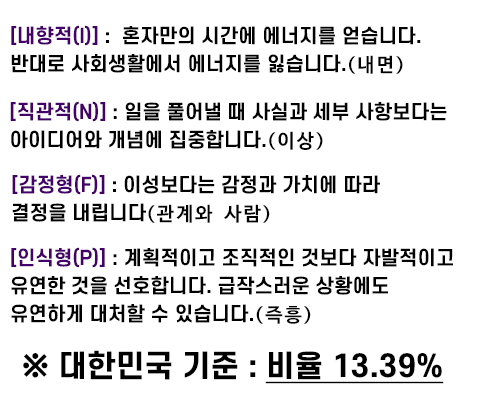 [내향적(I)] : 혼자만의 시간에 에너지를 얻습니다.
반대로 사회생활에서 에너지를 잃습니다.(내면)
[직관적(N)] : 일을 풀어낼 때 사실과 세부 사항보다는
아이디어와 개념에 집중합니다.(이상)
[감정형(F)] : 이성보다는 감정과 가치에 따라
결정을 내립니다(관계와 사람)
[인식형(P)] : 계획적이고 조직적인 것보다 자발적이고
유연한 것을 선호합니다. 급작스러운 상황에도
유연하게 대처할 수 있습니다.(즉흥)
※ 대한민국 기준 : 비율 13.39%